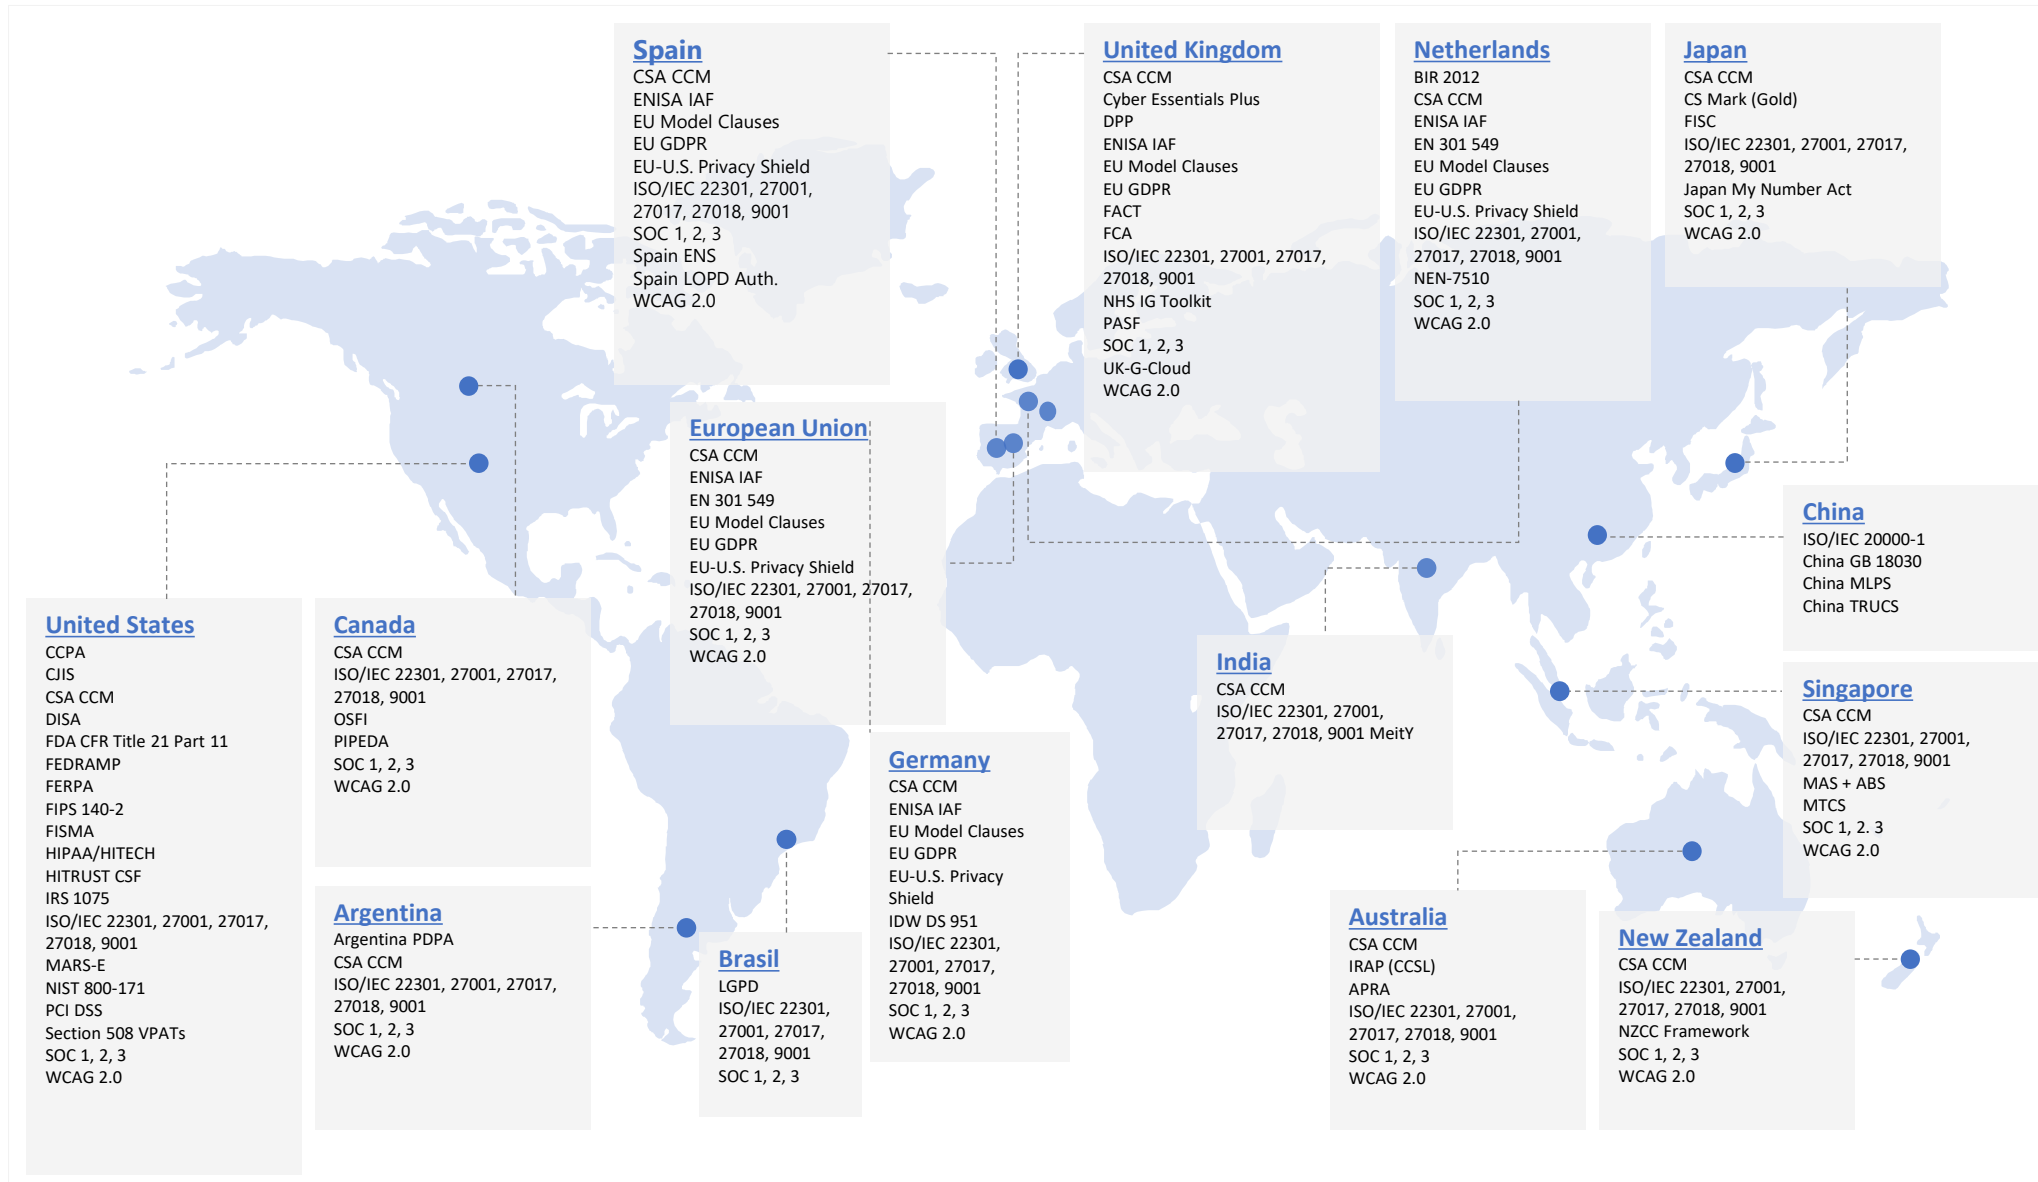 Spain
CSA CCM
ENISA IAF
EU Model Clauses
EU GDPR
EU-U.S. Privacy Shield
ISO/IEC 22301, 27001,
27017, 27018, 9001
SOC 1, 2, 3
Spain ENS
Spain LOPD Auth.
WCAG 2.0
United Kingdom
CSA CCM
Cyber Essentials Plus
DPP
ENISA IAF
EU Model Clauses
EU GDPR
FACT
FCA
ISO/IEC 22301, 27001, 27017,
27018, 9001
NHS IG Toolkit
PASF
SOC 1, 2, 3
UK-G-Cloud
WCAG 2.0
Netherlands
BIR 2012
CSA CCM
ENISA IAF
EN 301 549
EU Model Clauses
EU GDPR
EU-U.S. Privacy Shield
ISO/IEC 22301, 27001,
27017, 27018, 9001
NEN-7510
SOC 1, 2, 3
WCAG 2.0
Japan
CSA CCM
CS Mark (Gold)
FISC
ISO/IEC 22301, 27001, 27017,
27018, 9001
Japan My Number Act
SOC 1, 2, 3
WCAG 2.0
European Union
CSA CCM
ENISA IAF
EN 301 549
EU Model Clauses
EU GDPR
EU-U.S. Privacy Shield
ISO/IEC 22301, 27001, 27017,
27018, 9001
SOC 1, 2, 3
WCAG 2.0
China
ISO/IEC 20000-1
China GB 18030
China MLPS
China TRUCS
United States
CCPA
CJIS
CSA CCM
DISA
FDA CFR Title 21 Part 11
FEDRAMP
FERPA
FIPS 140-2
FISMA
HIPAA/HITECH
HITRUST CSF
IRS 1075
ISO/IEC 22301, 27001, 27017,
27018, 9001
MARS-E
NIST 800-171
PCI DSS
Section 508 VPATs
SOC 1, 2, 3
WCAG 2.0
Canada
CSA CCM
ISO/IEC 22301, 27001, 27017,
27018, 9001
OSFI
PIPEDA
SOC 1, 2, 3
WCAG 2.0
India
CSA CCM
ISO/IEC 22301, 27001,
27017, 27018, 9001 MeitY
Singapore
CSA CCM
ISO/IEC 22301, 27001,
27017, 27018, 9001
MAS + ABS
MTCS
SOC 1, 2. 3
WCAG 2.0
Germany
CSA CCM
ENISA IAF
EU Model Clauses
EU GDPR
EU-U.S. Privacy
Shield
IDW DS 951
ISO/IEC 22301,
27001, 27017,
27018, 9001
SOC 1, 2, 3
WCAG 2.0
Argentina
Argentina PDPA
CSA CCM
ISO/IEC 22301, 27001, 27017,
27018, 9001
SOC 1, 2, 3
WCAG 2.0
Brasil
LGPD
ISO/IEC 22301,
27001, 27017,
27018, 9001
SOC 1, 2, 3
Australia
CSA CCM
IRAP (CCSL)
APRA
ISO/IEC 22301, 27001,
27017, 27018, 9001
SOC 1, 2, 3
WCAG 2.0
New Zealand
CSA CCM
ISO/IEC 22301, 27001,
27017, 27018, 9001
NZCC Framework
SOC 1, 2, 3
WCAG 2.0